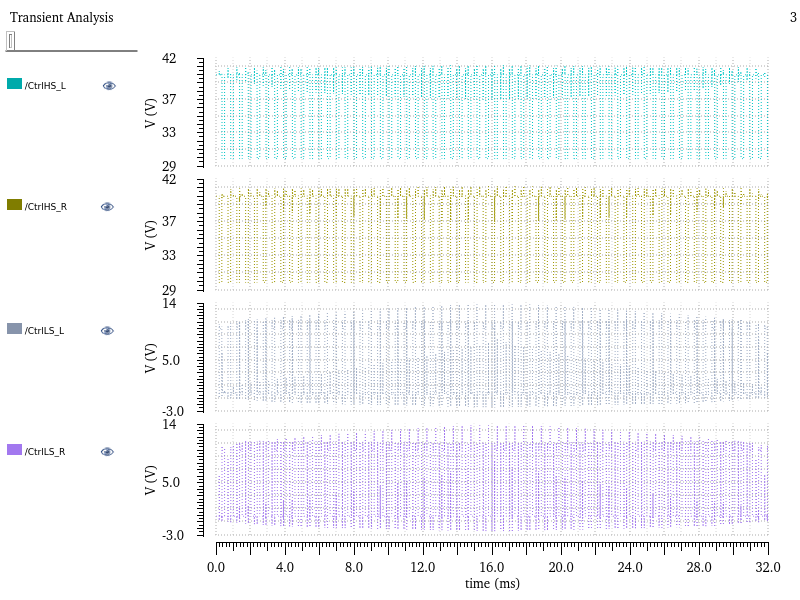 Transient Analysis
3
/CtrlHS_L
V (V)
42
37
33
29
/CtrlHS_R
V (V)
42
37
33
29
/CtrlLS_L
V (V)
14
5.0
-3.0
/CtrlLS_R
V (V)
14
5.0
-3.0
0.0 4.0 8.0 12.0 16.0 20.0 24.0 28.0 32.0
time (ms)